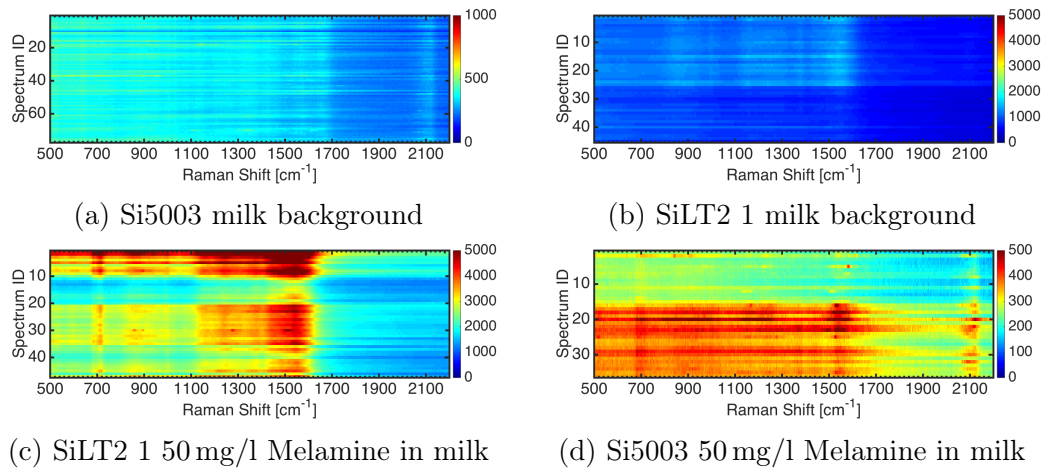 Spectrum ID
20
40
60
500 700 900 1100 1300 1500 1700 1900 2100
Raman Shift [cm⁻¹]
1000
500
0
(a) Si5003 milk background
Spectrum ID
10
20
30
40
500 700 900 1100 1300 1500 1700 1900 2100
Raman Shift [cm⁻¹]
5000
4000
3000
2000
1000
0
(b) SiLT2 1 milk background
Spectrum ID
10
20
30
40
500 700 900 1100 1300 1500 1700 1900 2100
Raman Shift [cm⁻¹]
5000
4000
3000
2000
1000
0
(c) SiLT2 1 50 mg/l Melamine in milk
Spectrum ID
10
20
30
500 700 900 1100 1300 1500 1700 1900 2100
Raman Shift [cm⁻¹]
500
400
300
200
100
0
(d) Si5003 50 mg/l Melamine in milk